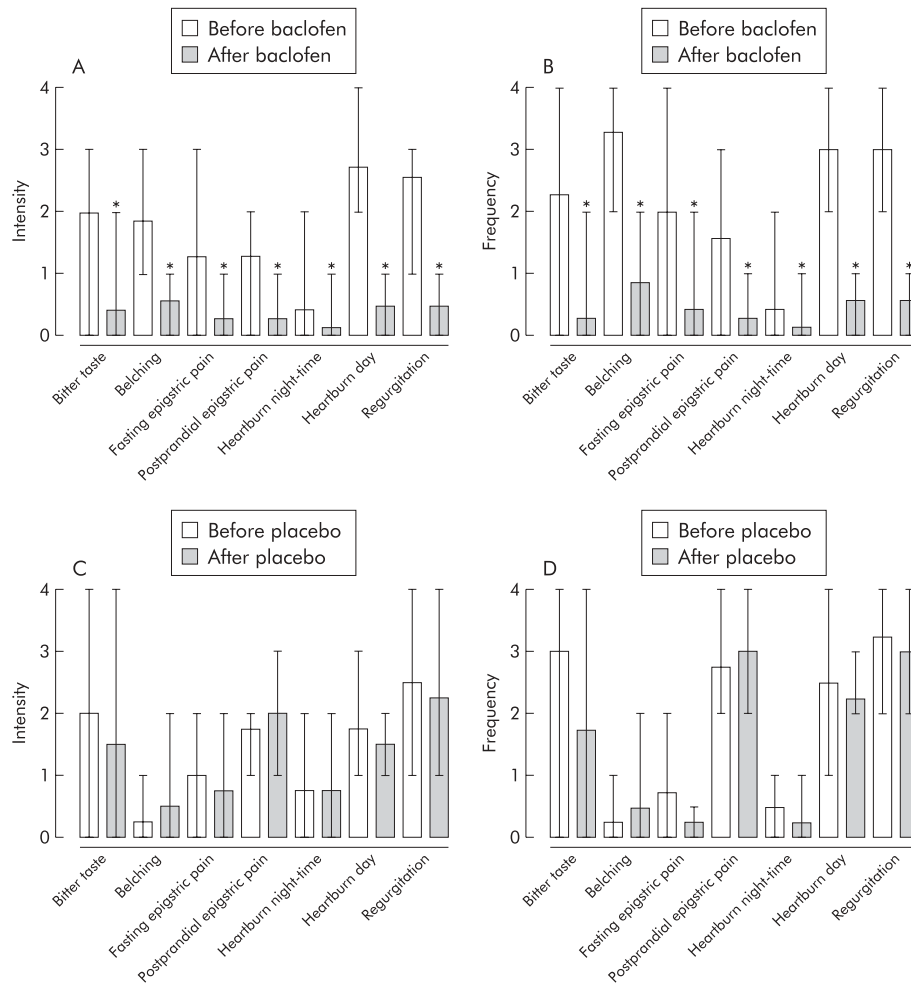 Before baclofen
After baclofen
A
4
3
2
1
0
Intensity
*
*
*
*
*
*
*
Bitter taste
Belching
Fasting epigstric pain
Postprandial epigstric pain
Heartburn night-time
Heartburn day
Regurgitation
Before baclofen
After baclofen
B
4
3
2
1
0
Frequency
*
*
*
*
*
*
*
Bitter taste
Belching
Fasting epigstric pain
Postprandial epigstric pain
Heartburn night-time
Heartburn day
Regurgitation
Before placebo
After placebo
C
4
3
2
1
0
Intensity
Bitter taste
Belching
Fasting epigstric pain
Postprandial epigstric pain
Heartburn night-time
Heartburn day
Regurgitation
Before placebo
After placebo
D
4
3
2
1
0
Frequency
Bitter taste
Belching
Fasting epigstric pain
Postprandial epigstric pain
Heartburn night-time
Heartburn day
Regurgitation